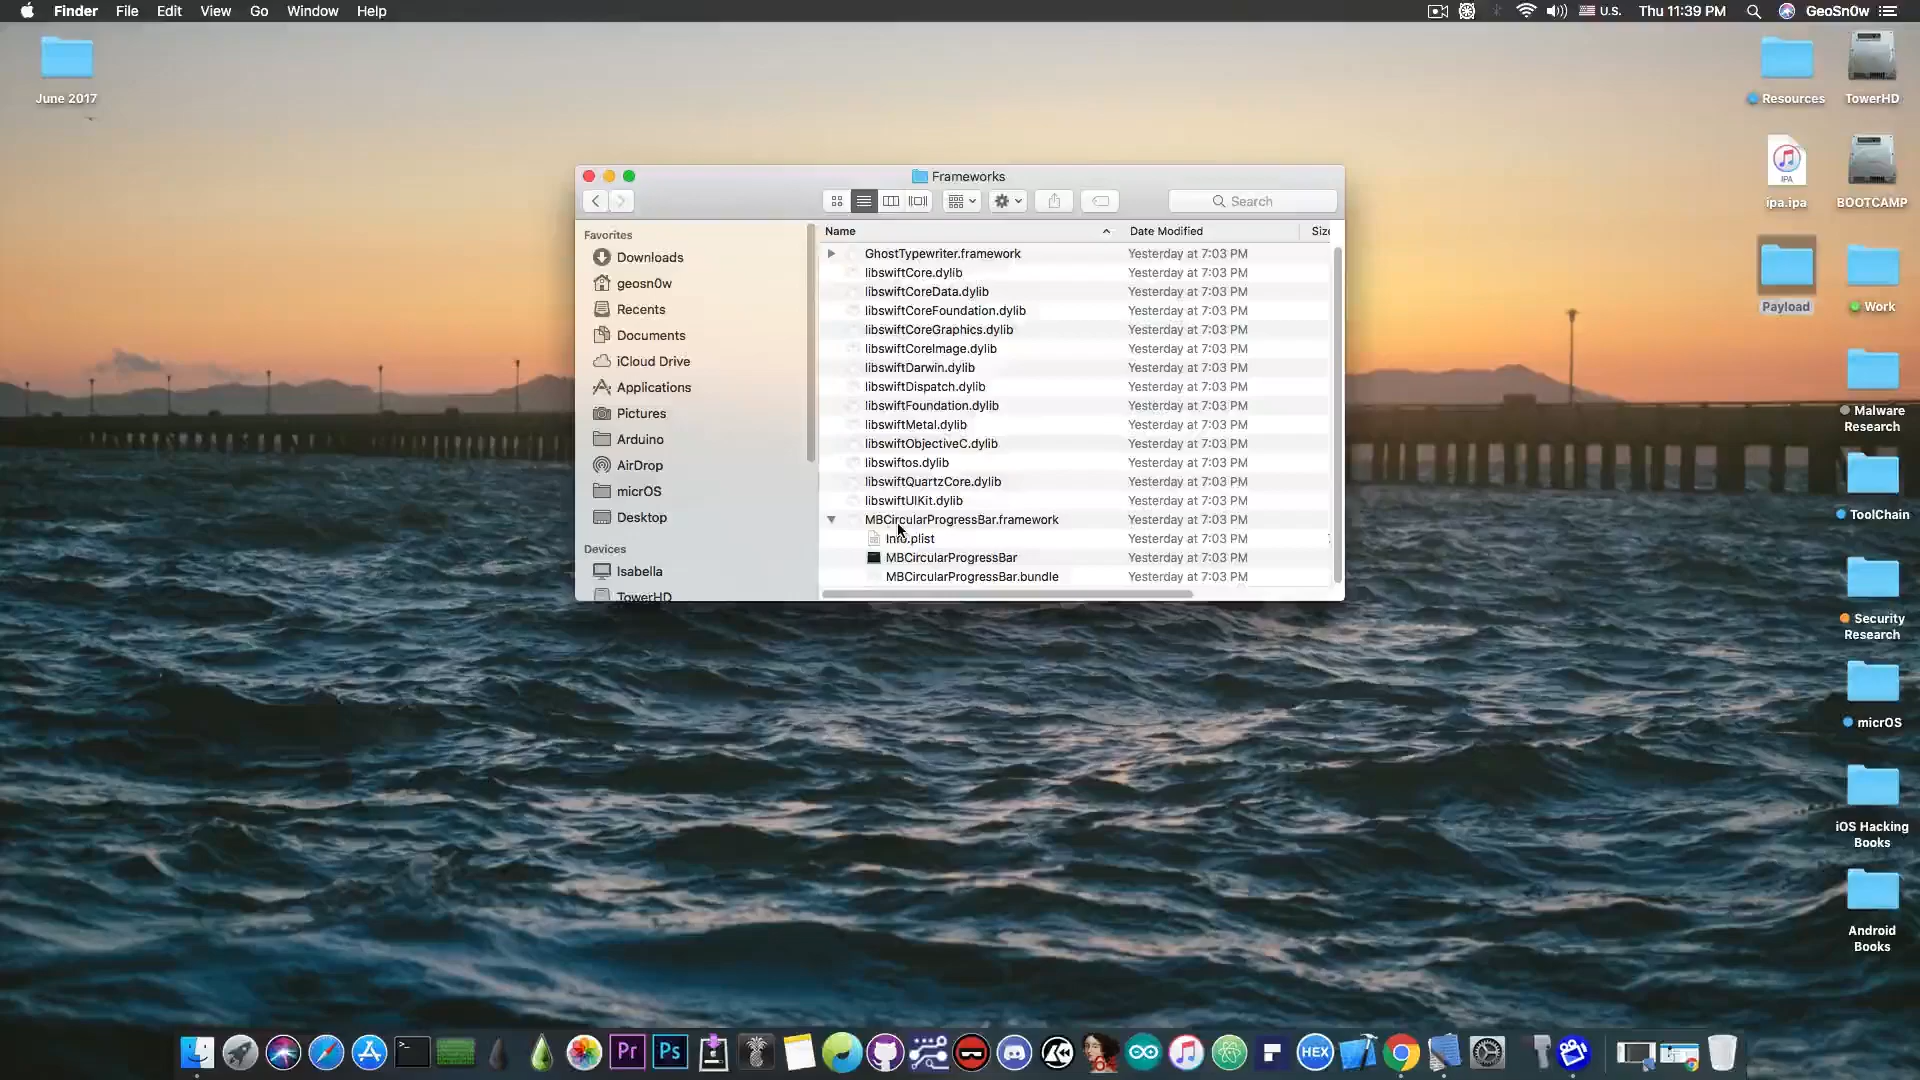 Finder File Edit View Go Window Help
U.S. Thu 11:39 PM GeoSn0w
June 2017
Resources
TowerHD
IPA
ipa.ipa
BOOTCAMP
Payload
Work
Malware
Research
ToolChain
Security
Research
micrOS
iOS Hacking
Books
Android
Books
Frameworks
Search
Favorites
Downloads
geosn0w
Recents
Documents
iCloud Drive
Applications
Pictures
Arduino
AirDrop
micrOS
Desktop
Devices
Isabella
TowerHD
Name Date Modified Size
GhostTypewriter.framework Yesterday at 7:03 PM
libswiftCore.dylib Yesterday at 7:03 PM
libswiftCoreData.dylib Yesterday at 7:03 PM
libswiftCoreFoundation.dylib Yesterday at 7:03 PM
libswiftCoreGraphics.dylib Yesterday at 7:03 PM
libswiftCoreImage.dylib Yesterday at 7:03 PM
libswiftDarwin.dylib Yesterday at 7:03 PM
libswiftDispatch.dylib Yesterday at 7:03 PM
libswiftFoundation.dylib Yesterday at 7:03 PM
libswiftMetal.dylib Yesterday at 7:03 PM
libswiftObjectiveC.dylib Yesterday at 7:03 PM
libswiftos.dylib Yesterday at 7:03 PM
libswiftQuartzCore.dylib Yesterday at 7:03 PM
libswiftUIKit.dylib Yesterday at 7:03 PM
MBCircularProgressBar.framework Yesterday at 7:03 PM
Info.plist Yesterday at 7:03 PM
MBCircularProgressBar Yesterday at 7:03 PM
MBCircularProgressBar.bundle Yesterday at 7:03 PM
Pr Ps HEX